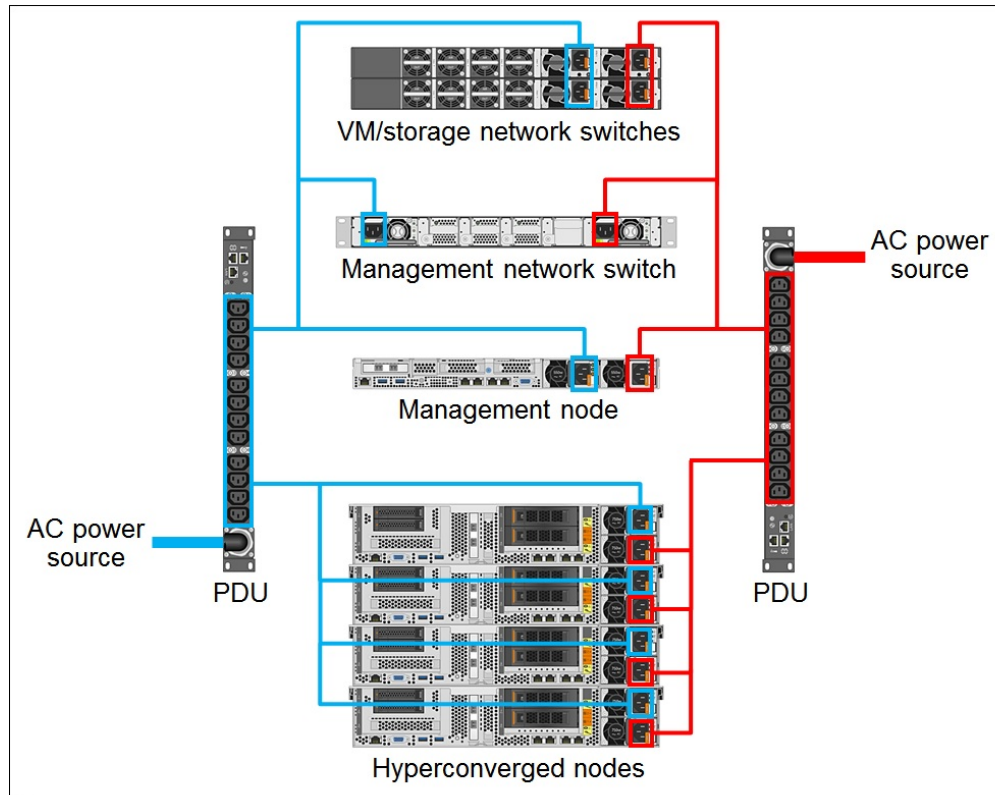 VM/storage network switches
Management network switch
AC power
source
Management node
AC power
source
PDU
PDU
Hyperconverged nodes